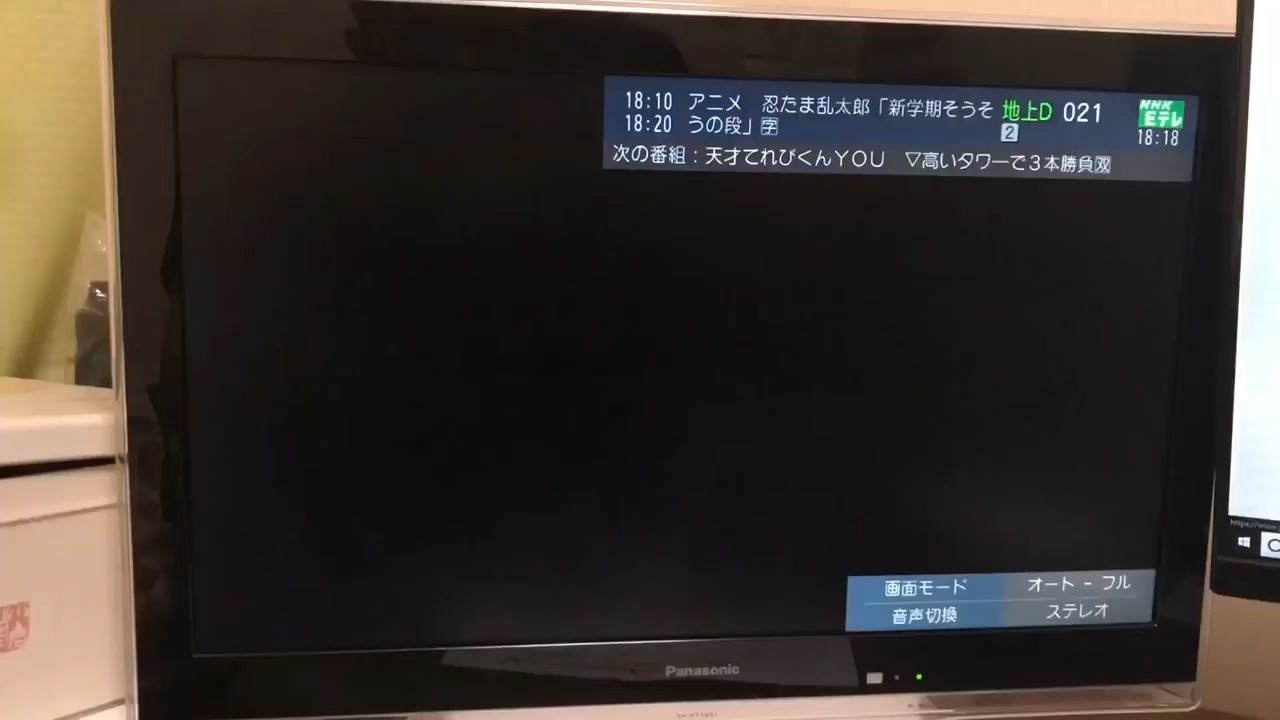 18:10 アニメ 忍たま乱太郎「新学期そうそ 地上D 021 NHK Eテレ
18:20 うの段」字 2 18:18
次の番組：天才てれびくんYOU ▽高いタワーで3本勝負双
画面モード オート - フル
音声切換 ステレオ
Panasonic
https://www.